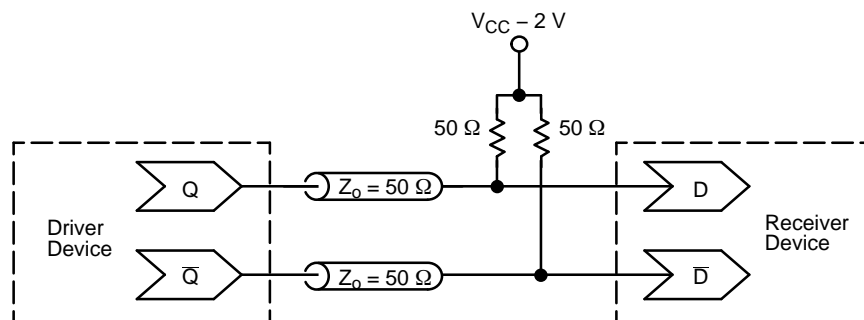 V_CC – 2 V
50 Ω 50 Ω
Q Z_o = 50 Ω D
Driver
Device
Receiver
Device
Q̅ Z_o = 50 Ω D̅